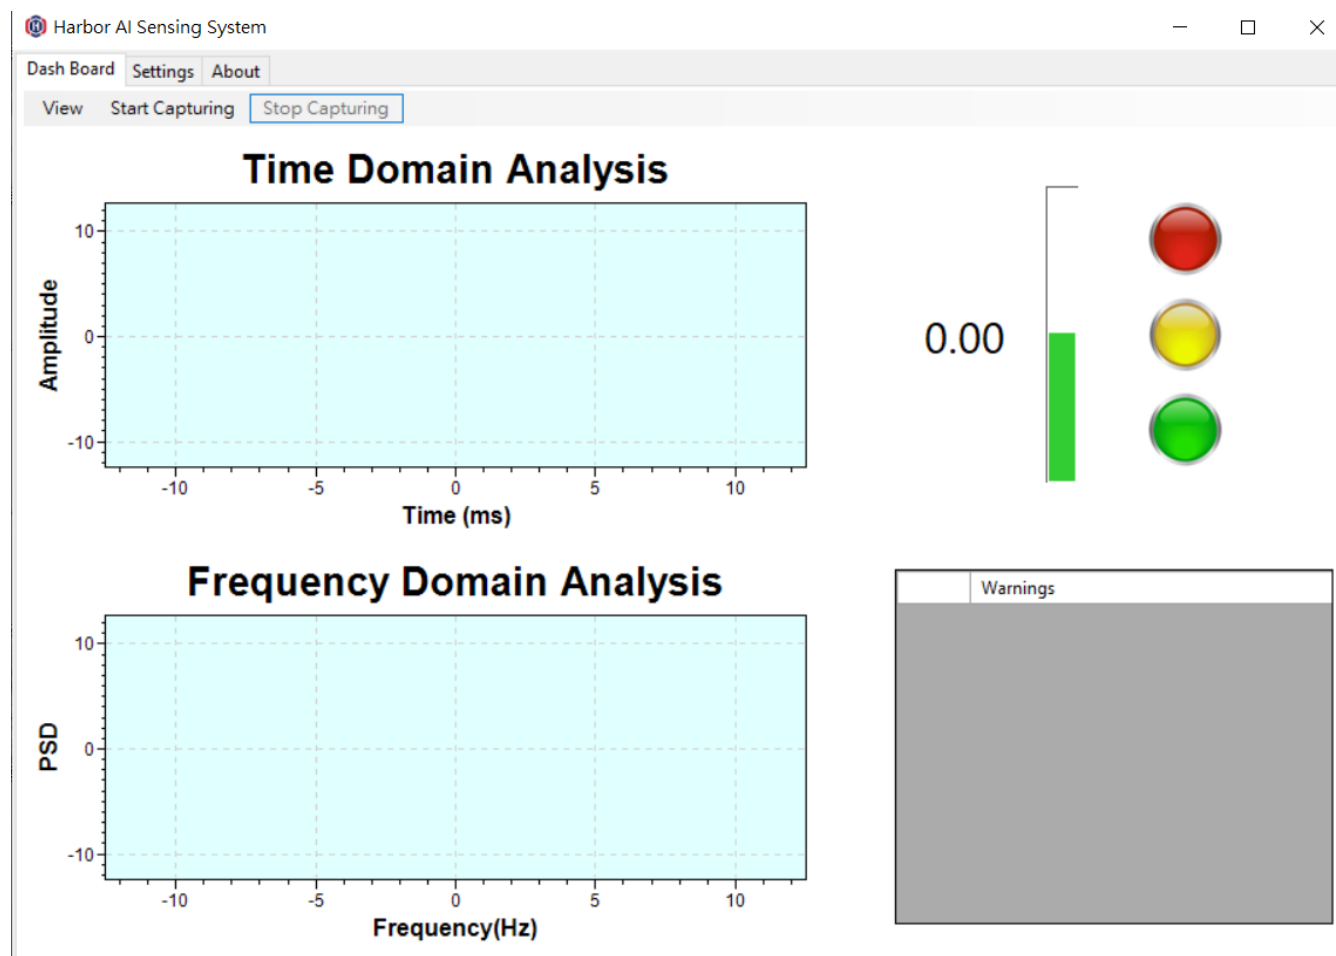 Harbor AI Sensing System
Dash Board Settings About
View Start Capturing Stop Capturing
Time Domain Analysis
10
0
-10
Amplitude
-10 -5 0 5 10
Time (ms)
0.00
Frequency Domain Analysis
10
0
-10
PSD
-10 -5 0 5 10
Frequency(Hz)
Warnings